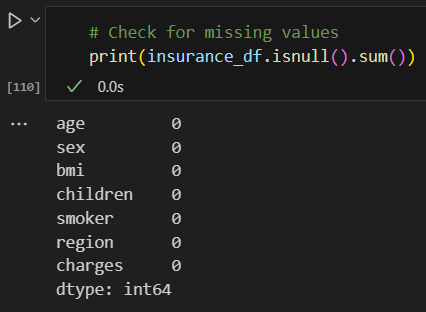 # Check for missing values
print(insurance_df.isnull().sum())
[110]
0.0s
age 0
sex 0
bmi 0
children 0
smoker 0
region 0
charges 0
dtype: int64